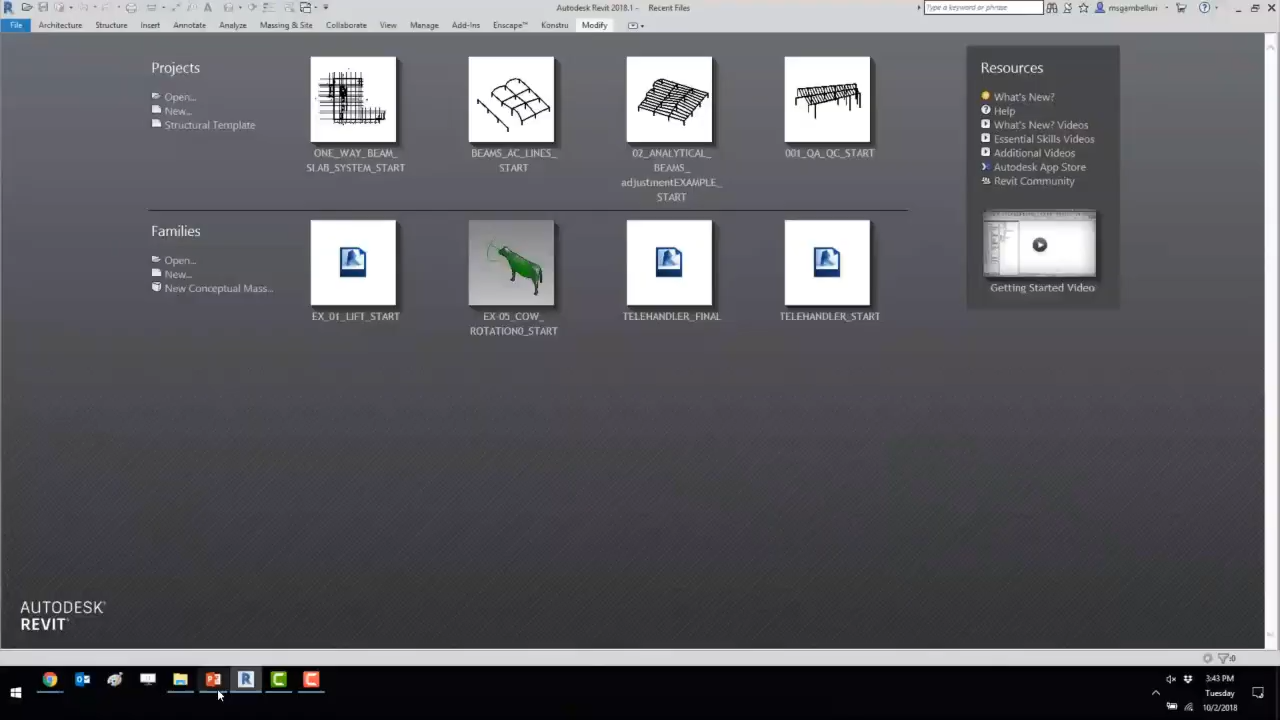 Autodesk Revit 2018.1 - Recent Files
Type a keyword or phrase
msgambelluri
File Architecture Structure Insert Annotate Analyze Massing & Site Collaborate View Manage Add-Ins Enscape™ Konstru Modify
Projects
Open...
New...
Structural Template
ONE_WAY_BEAM_
SLAB_SYSTEM_START
BEAMS_AC_LINES_
START
02_ANALYTICAL_
BEAMS_
adjustmentEXAMPLE_
START
001_QA_QC_START
Families
Open...
New...
New Conceptual Mass...
EX_01_LIFT_START
EX-05_COW_
ROTATION0_START
TELEHANDLER_FINAL
TELEHANDLER_START
Resources
What's New?
Help
What's New? Videos
Essential Skills Videos
Additional Videos
Autodesk App Store
Revit Community
Getting Started Video
AUTODESK®
REVIT®
:0
3:43 PM
Tuesday
10/2/2018